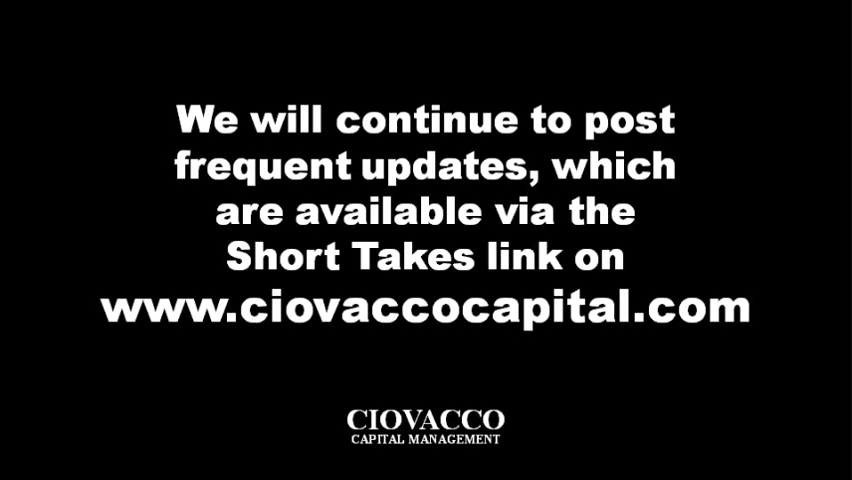 We will continue to post
frequent updates, which
are available via the
Short Takes link on
www.ciovaccocapital.com
CIOVACCO
CAPITAL MANAGEMENT